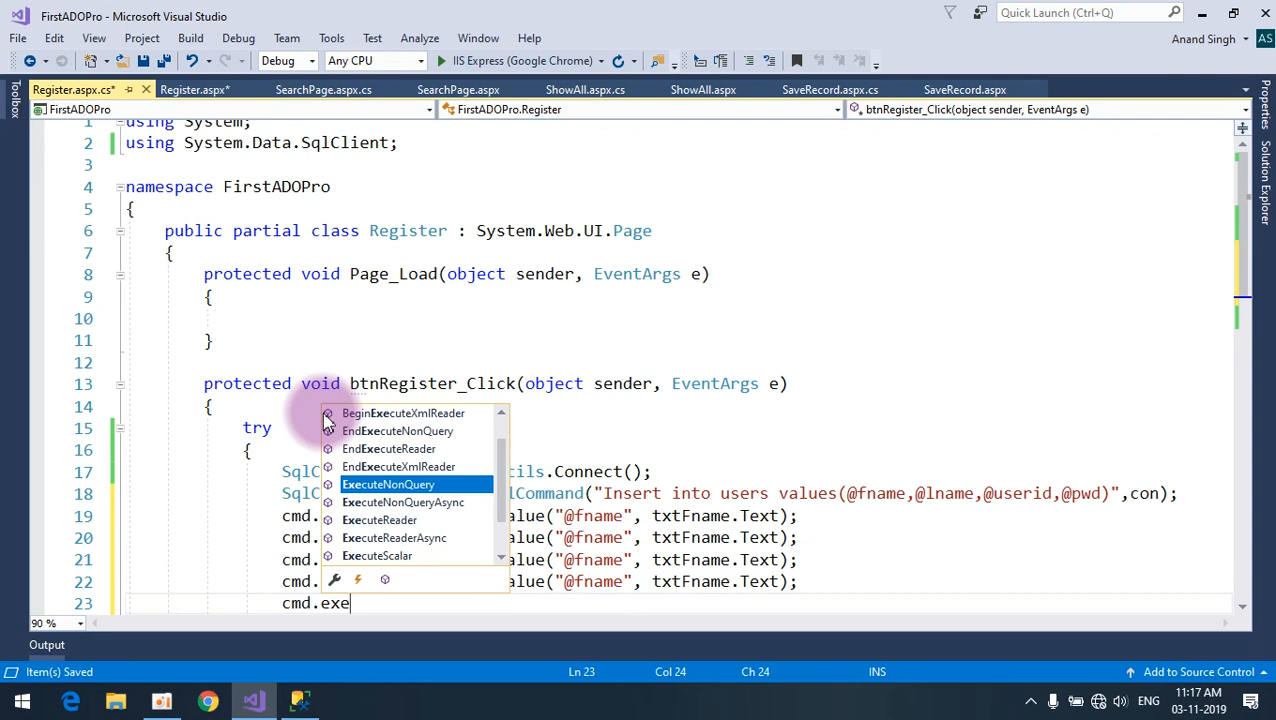 FirstADOPro - Microsoft Visual Studio
Quick Launch (Ctrl+Q)
File Edit View Project Build Debug Team Tools Test Analyze Window Help
Anand Singh AS
Debug Any CPU IIS Express (Google Chrome)
Toolbox
Register.aspx.cs* Register.aspx* SearchPage.aspx.cs SearchPage.aspx ShowAll.aspx.cs ShowAll.aspx SaveRecord.aspx.cs SaveRecord.aspx
FirstADOPro FirstADOPro.Register btnRegister_Click(object sender, EventArgs e)
Properties
Solution Explorer
1 using System;
2 using System.Data.SqlClient;
3
4 namespace FirstADOPro
5 {
6 public partial class Register : System.Web.UI.Page
7 {
8 protected void Page_Load(object sender, EventArgs e)
9 {
10
11 }
12
13 protected void btnRegister_Click(object sender, EventArgs e)
14 {
15 try
16 {
17 SqlC tils.Connect();
18 SqlC lCommand("Insert into users values(@fname,@lname,@userid,@pwd)",con);
19 cmd. alue("@fname", txtFname.Text);
20 cmd. alue("@fname", txtFname.Text);
21 cmd. alue("@fname", txtFname.Text);
22 cmd. alue("@fname", txtFname.Text);
23 cmd.exe
BeginExecuteXmlReader
EndExecuteNonQuery
EndExecuteReader
EndExecuteXmlReader
ExecuteNonQuery
ExecuteNonQueryAsync
ExecuteReader
ExecuteReaderAsync
ExecuteScalar
90 %
Output
Item(s) Saved Ln 23 Col 24 Ch 24 INS Add to Source Control
ENG 11:17 AM
03-11-2019